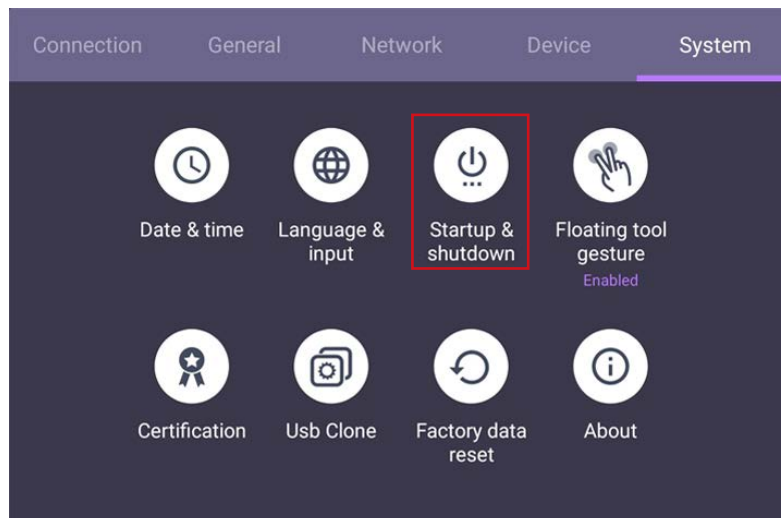 Connection General Network Device System
Date & time Language & Startup & Floating tool
input shutdown gesture
Enabled
Certification Usb Clone Factory data About
reset